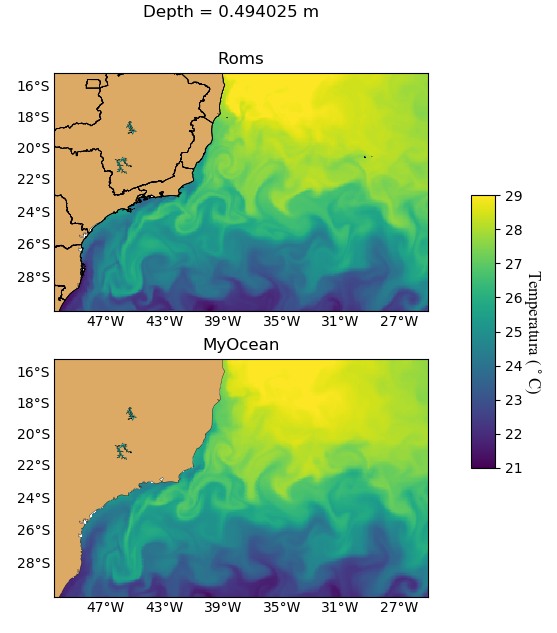 Depth = 0.494025 m
Roms
16°S
18°S
20°S
22°S
24°S
26°S
28°S
47°W 43°W 39°W 35°W 31°W 27°W
MyOcean
16°S
18°S
20°S
22°S
24°S
26°S
28°S
47°W 43°W 39°W 35°W 31°W 27°W
29
28
27
26
25
24
23
22
21
Temperatura (°C)